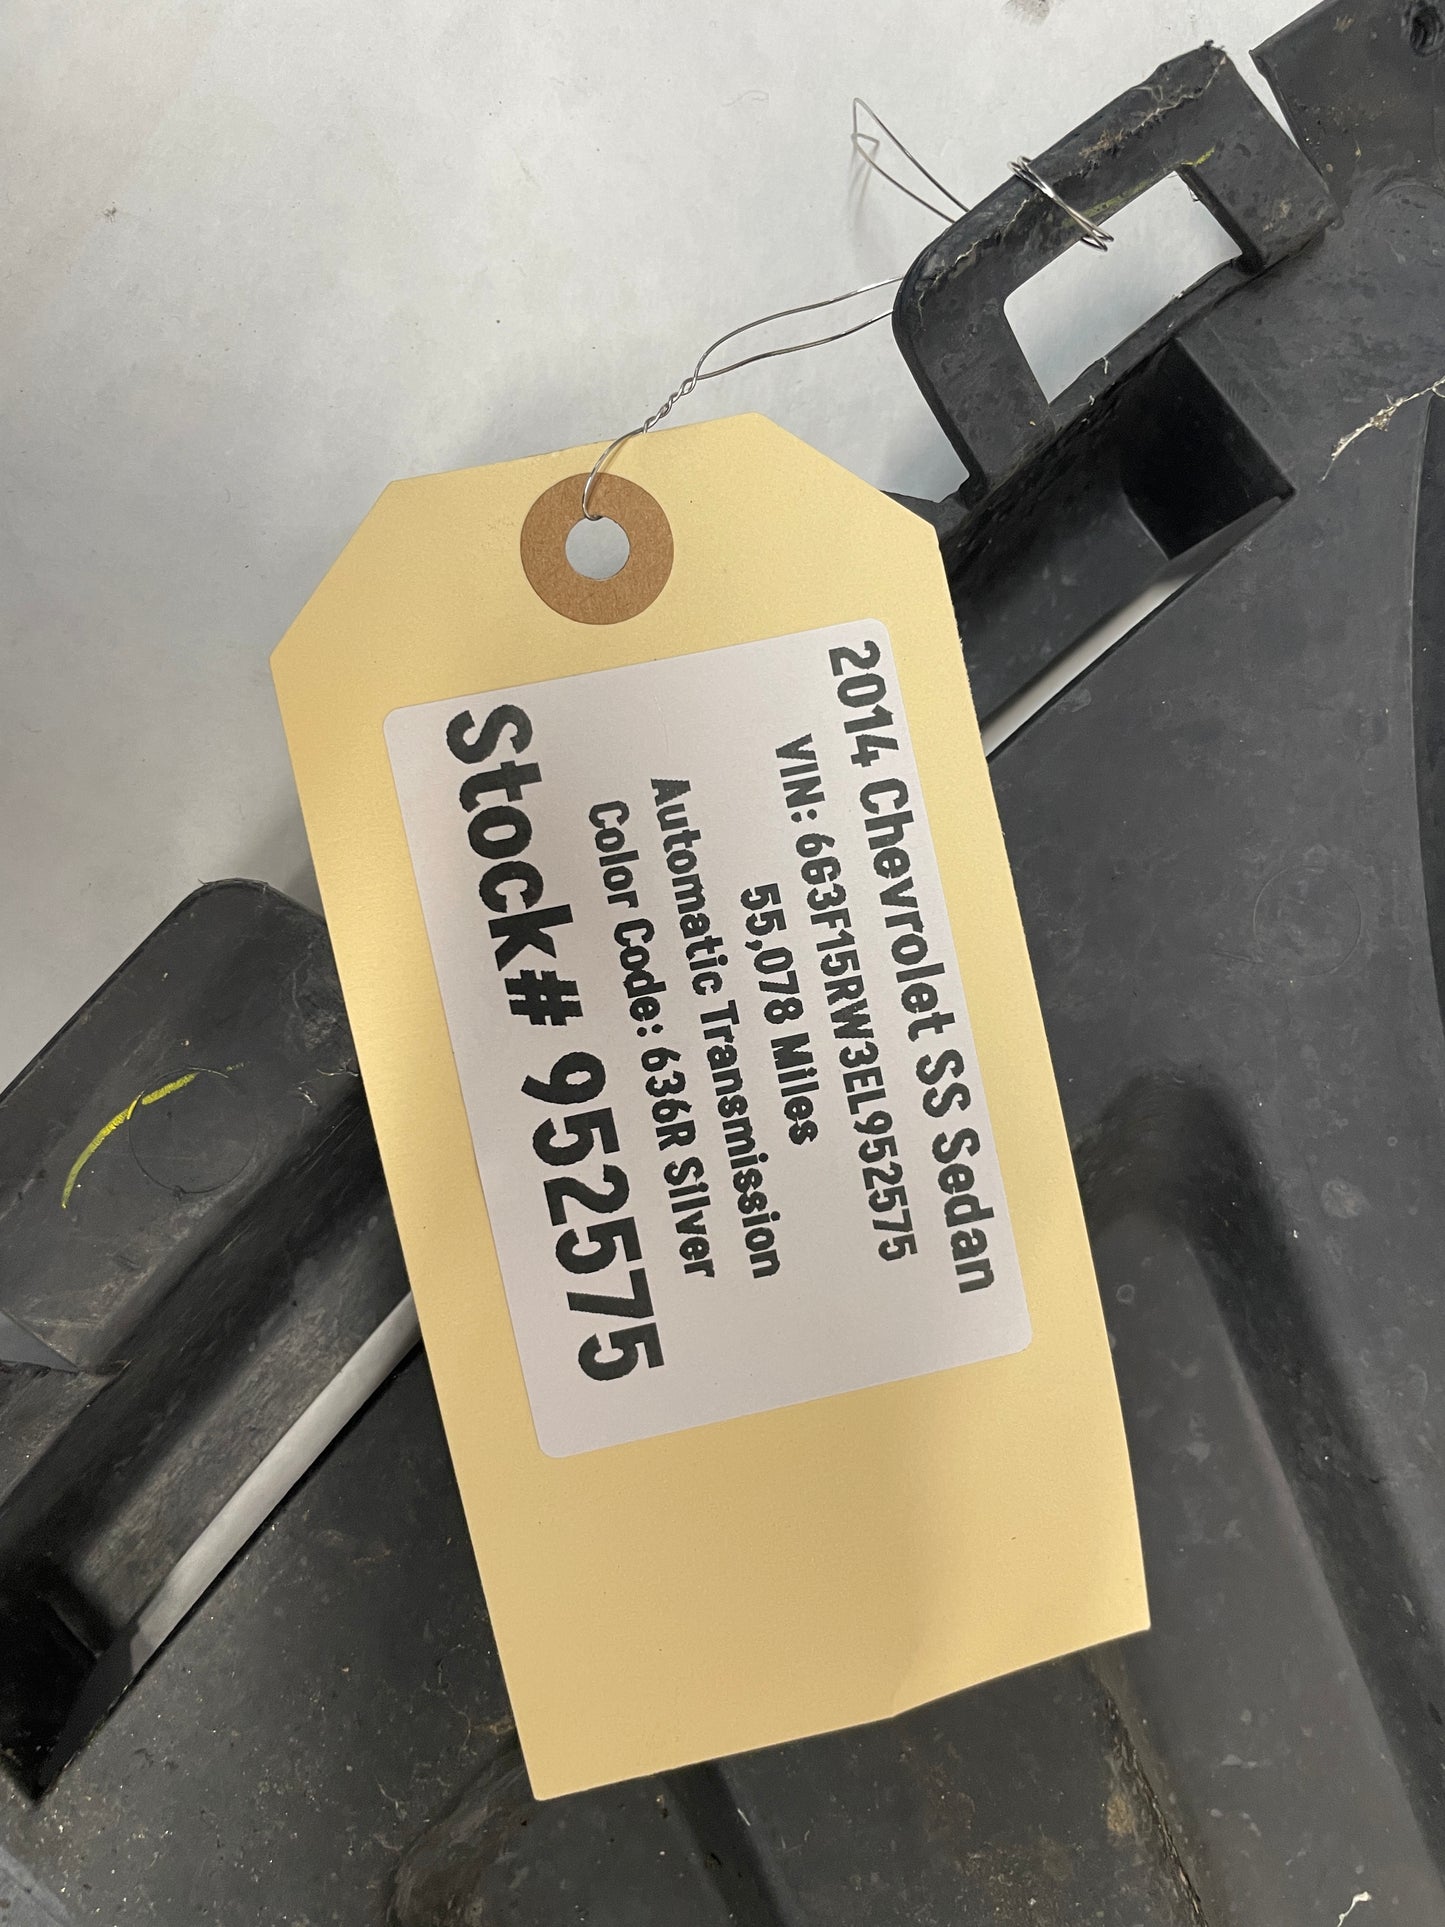 2014 Chevrolet SS Sedan
VIN: 6G3F15RW3EL952575
55,078 Miles
Automatic Transmission
Color Code: 636R Silver
Stock# 952575